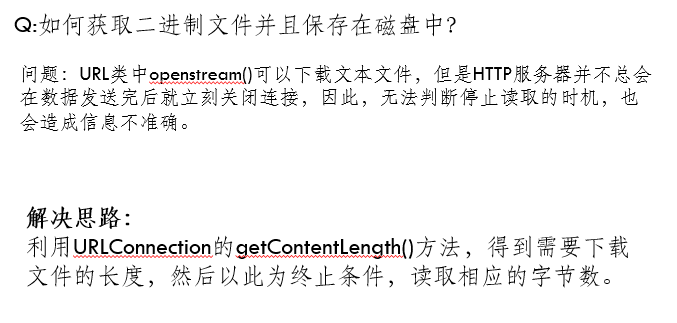 Q:如何获取二进制文件并且保存在磁盘中?
问题：URL类中openstream()可以下载文本文件，但是HTTP服务器并不总会
在数据发送完后就立刻关闭连接，因此，无法判断停止读取的时机，也
会造成信息不准确。
解决思路：
利用URLConnection的getContentLength()方法，得到需要下载
文件的长度，然后以此为终止条件，读取相应的字节数。